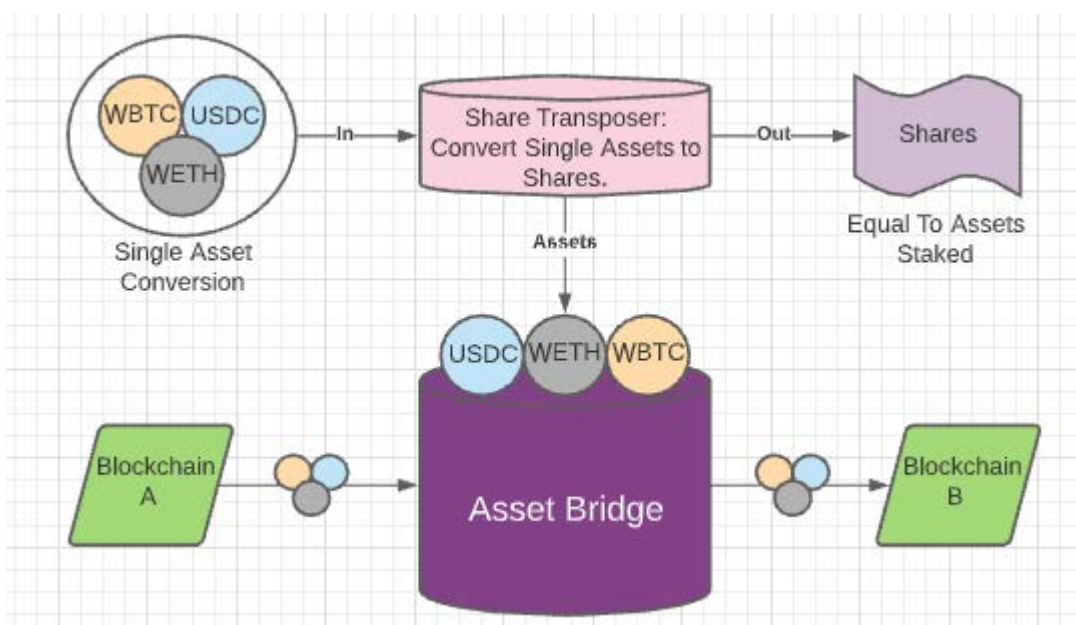 WBTC
USDC
WETH
Single Asset
Conversion
In
Share Transposer:
Convert Single Assets to
Shares.
Out
Shares
Equal To Assets
Staked
Assets
USDC
WETH
WBTC
Blockchain
A
Asset Bridge
Blockchain
B